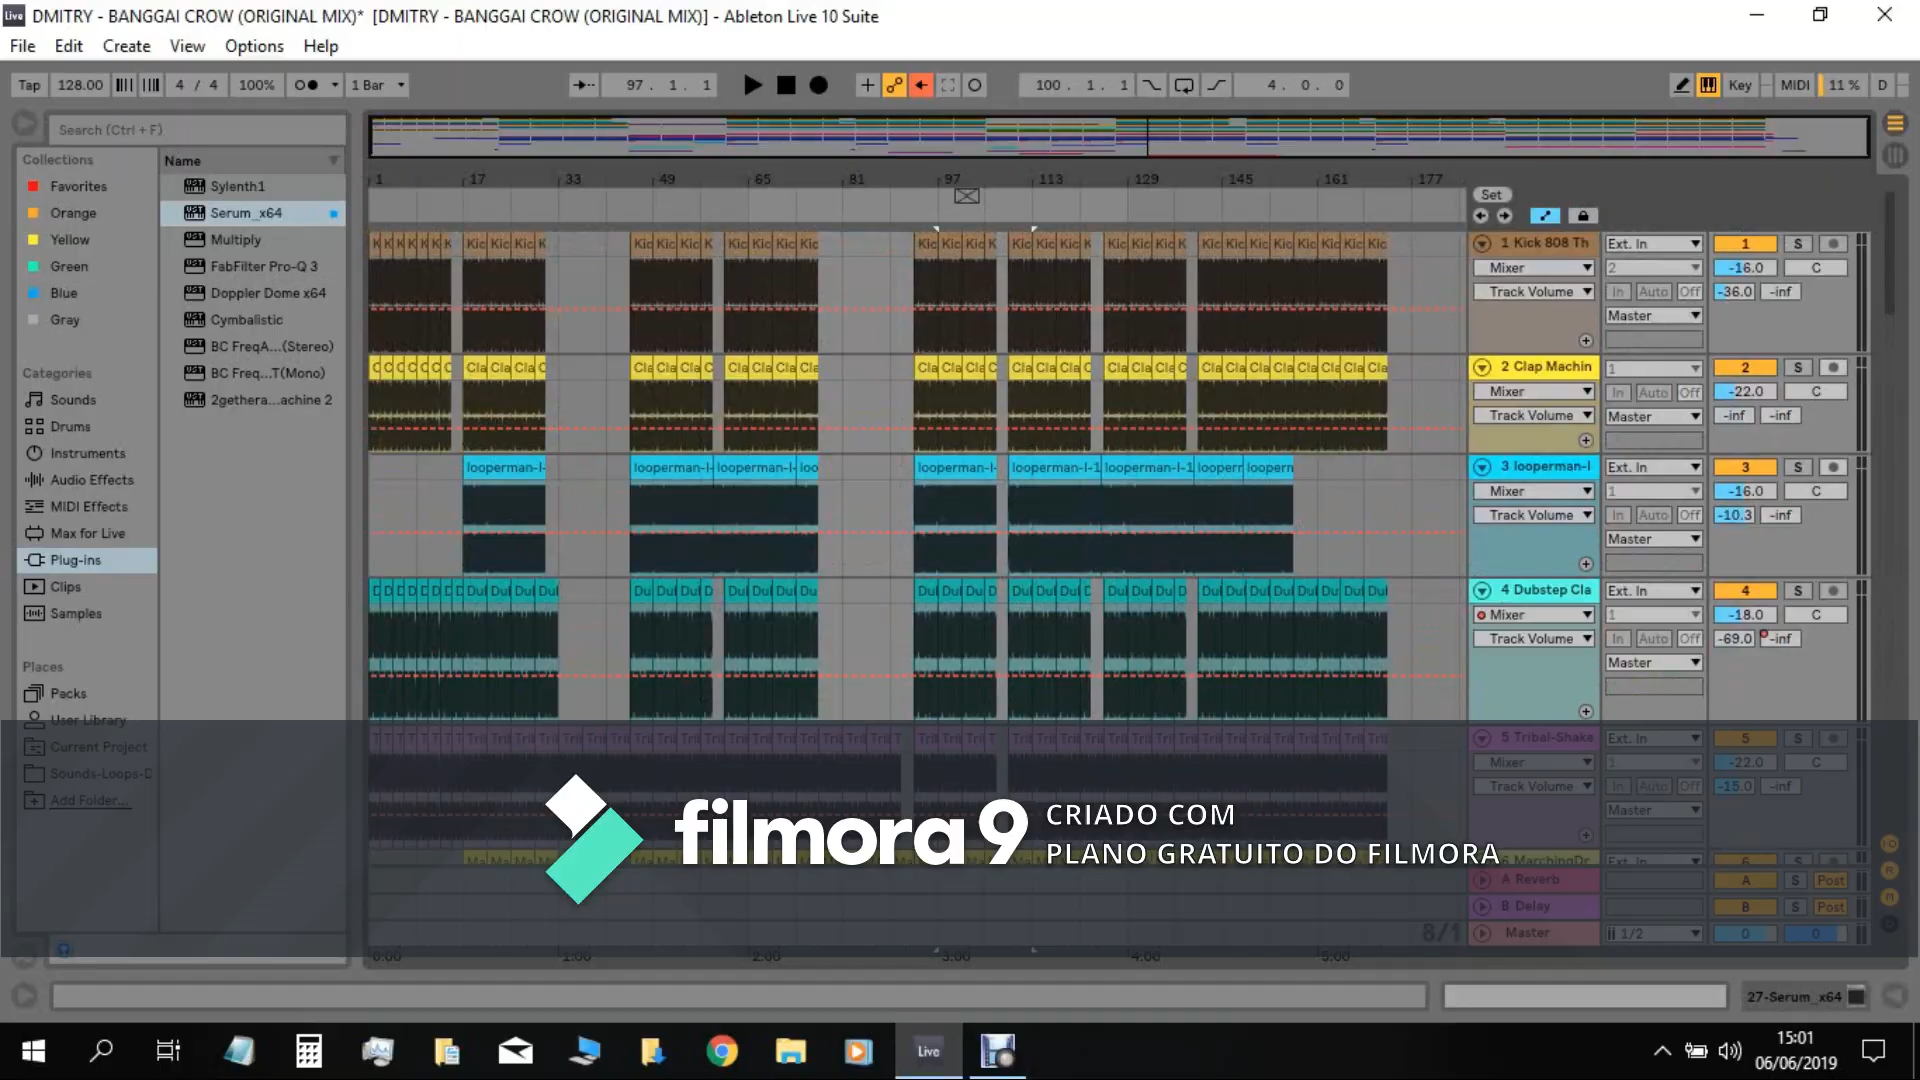 DMITRY - BANGGAI CROW (ORIGINAL MIX)* [DMITRY - BANGGAI CROW (ORIGINAL MIX)] - Ableton Live 10 Suite
File Edit Create View Options Help
Tap 128.00 4 / 4 100% 1 Bar 97. 1. 1 100. 1. 1 4. 0. 0 Key MIDI 11 % D
Search (Ctrl + F)
Collections
Favorites
Orange
Yellow
Green
Blue
Gray
Categories
Sounds
Drums
Instruments
Audio Effects
MIDI Effects
Max for Live
Plug-ins
Clips
Samples
Places
Packs
User Library
Current Project
Sounds-Loops-D
Add Folder...
Name
Sylenth1
Serum_x64
Multiply
FabFilter Pro-Q 3
Doppler Dome x64
Cymbalistic
BC FreqA...(Stereo)
BC Freq...T(Mono)
2gethera...achine 2
1 17 33 49 65 81 97 113 129 145 161 177
Set
1 Kick 808 Th Ext. In 1 S
Mixer 2 -16.0 C
Track Volume In Auto Off -36.0 -inf
Master
2 Clap Machin 1 2 S
Mixer In Auto Off -22.0 C
Track Volume Master -inf -inf
looperman-l- looperman-l- looperman-l- loo looperman-l- looperman-l-1 looperman-l-1 looperr loopern
3 looperman-l Ext. In 3 S
Mixer 1 -16.0 C
Track Volume In Auto Off -10.3 -inf
Master
4 Dubstep Cla Ext. In 4 S
Mixer 1 -18.0 C
Track Volume In Auto Off -69.0 -inf
Master
5 Tribal-Shake Ext. In 5 S
Mixer 1 -22.0 C
Track Volume In Auto Off -15.0 -inf
Master
6 MarchingDr Ext. In 6 S
A Reverb A S Post
B Delay B S Post
Master 1/2 0 0
8/1
0:00 1:00 2:00 3:00 4:00 5:00
filmora9
CRIADO COM
PLANO GRATUITO DO FILMORA
27-Serum_x64
Live
15:01
06/06/2019